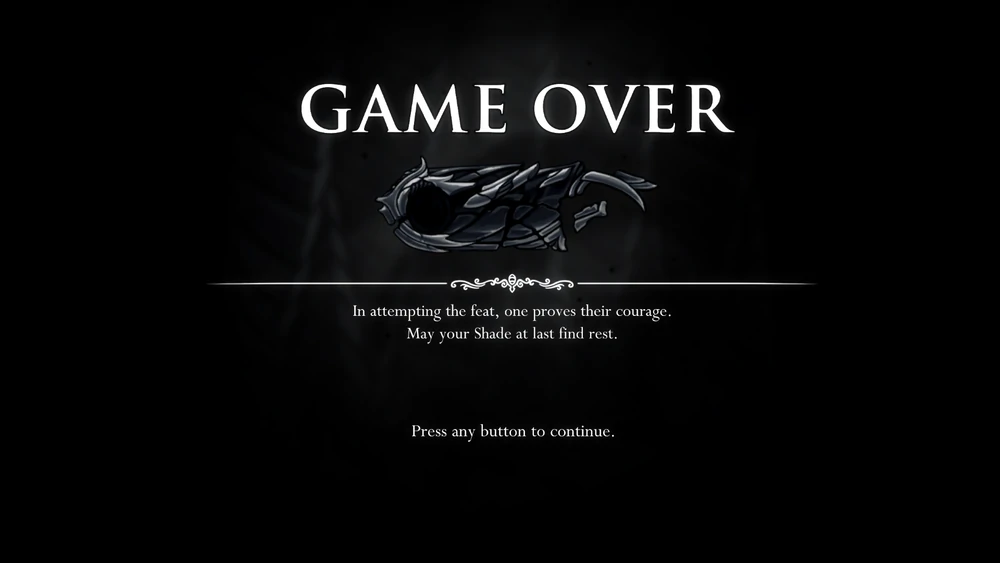 GAME OVER
In attempting the feat, one proves their courage.
May your Shade at last find rest.
Press any button to continue.